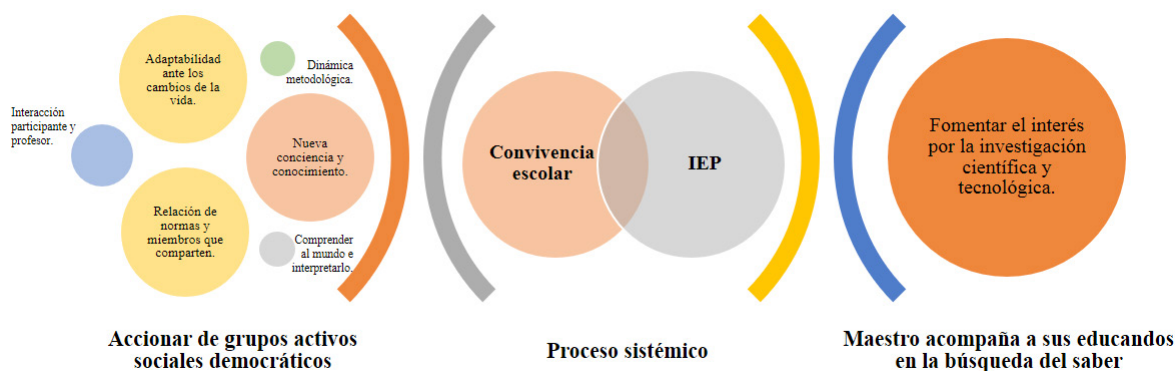 Adaptabilidad
ante los
cambios de la
vida.
Dinámica
metodológica.
Interacción
participante y
profesor.
Nueva
conciencia y
conocimiento.
Relación de
normas y
miembros que
comparten.
Comprender
al mundo e
interpretarlo.
Accionar de grupos activos
sociales democráticos
Convivencia
escolar
IEP
Proceso sistémico
Fomentar el interés
por la investigación
científica y
tecnológica.
Maestro acompaña a sus educandos
en la búsqueda del saber